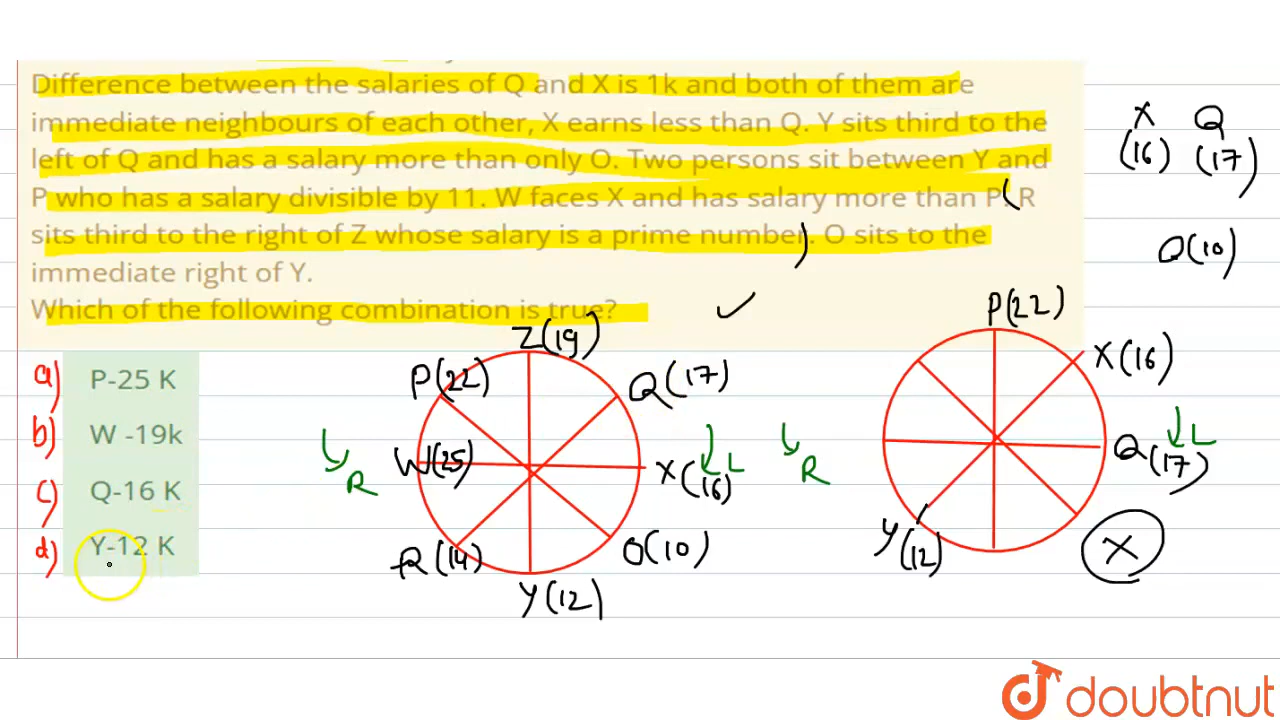 Difference between the salaries of Q and X is 1k and both of them are
immediate neighbours of each other, X earns less than Q. Y sits third to the
left of Q and has a salary more than only O. Two persons sit between Y and
P who has a salary divisible by 11. W faces X and has salary more than P. R
sits third to the right of Z whose salary is a prime number. O sits to the
immediate right of Y.
Which of the following combination is true?
X Q
(16) (17)
O(10)
a) P-25 K
b) W -19k
c) Q-16 K
d) Y-12 K
Z(19)
P(22)
Q(17)
W(25)
X(16)
R(14)
O(10)
Y(12)
R
L
P(22)
X(16)
Q(17)
Y(12)
R
L
X
doubtnut